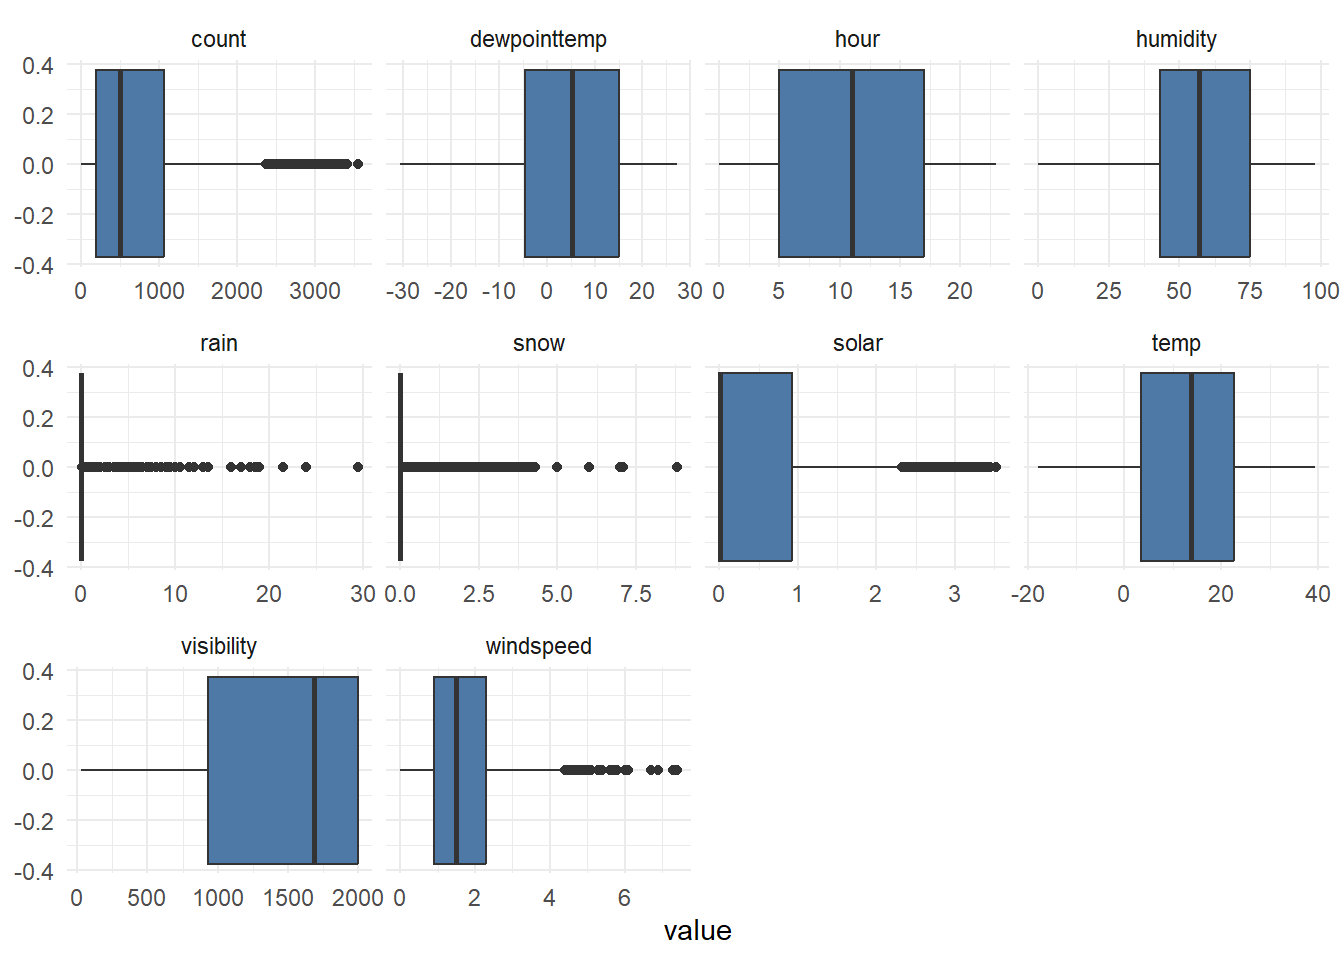 count dewpointtemp hour humidity
0.4
0.2
0.0
-0.2
-0.4
0 1000 2000 3000 -30 -20 -10 0 10 20 30 0 5 10 15 20 0 25 50 75 100
rain snow solar temp
0.4
0.2
0.0
-0.2
-0.4
0 10 20 30 0.0 2.5 5.0 7.5 0 1 2 3 -20 0 20 40
visibility windspeed
0.4
0.2
0.0
-0.2
-0.4
0 500 1000 1500 2000 0 2 4 6
value